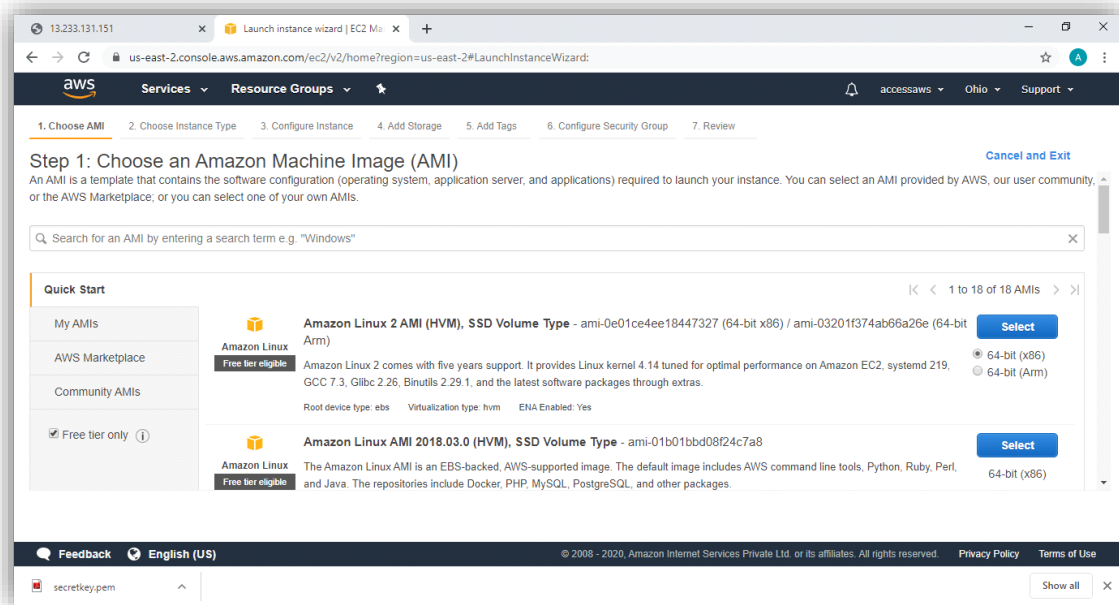 13.233.131.151
Launch instance wizard | EC2 Ma
us-east-2.console.aws.amazon.com/ec2/v2/home?region=us-east-2#LaunchInstanceWizard:
A
aws
Services
Resource Groups
accessaws
Ohio
Support
1. Choose AMI
2. Choose Instance Type
3. Configure Instance
4. Add Storage
5. Add Tags
6. Configure Security Group
7. Review
Step 1: Choose an Amazon Machine Image (AMI)
Cancel and Exit
An AMI is a template that contains the software configuration (operating system, application server, and applications) required to launch your instance. You can select an AMI provided by AWS, our user community,
or the AWS Marketplace; or you can select one of your own AMIs.
Search for an AMI by entering a search term e.g. "Windows"
Quick Start
My AMIs
AWS Marketplace
Community AMIs
Free tier only
1 to 18 of 18 AMIs
Amazon Linux
Free tier eligible
Amazon Linux 2 AMI (HVM), SSD Volume Type - ami-0e01ce4ee18447327 (64-bit x86) / ami-03201f374ab66a26e (64-bit
Arm)
Amazon Linux 2 comes with five years support. It provides Linux kernel 4.14 tuned for optimal performance on Amazon EC2, systemd 219,
GCC 7.3, Glibc 2.26, Binutils 2.29.1, and the latest software packages through extras.
Root device type: ebs Virtualization type: hvm ENA Enabled: Yes
Select
64-bit (x86)
64-bit (Arm)
Amazon Linux
Free tier eligible
Amazon Linux AMI 2018.03.0 (HVM), SSD Volume Type - ami-01b01bbd08f24c7a8
The Amazon Linux AMI is an EBS-backed, AWS-supported image. The default image includes AWS command line tools, Python, Ruby, Perl,
and Java. The repositories include Docker, PHP, MySQL, PostgreSQL, and other packages.
Select
64-bit (x86)
Feedback
English (US)
© 2008 - 2020, Amazon Internet Services Private Ltd. or its affiliates. All rights reserved.
Privacy Policy
Terms of Use
secretkey.pem
Show all